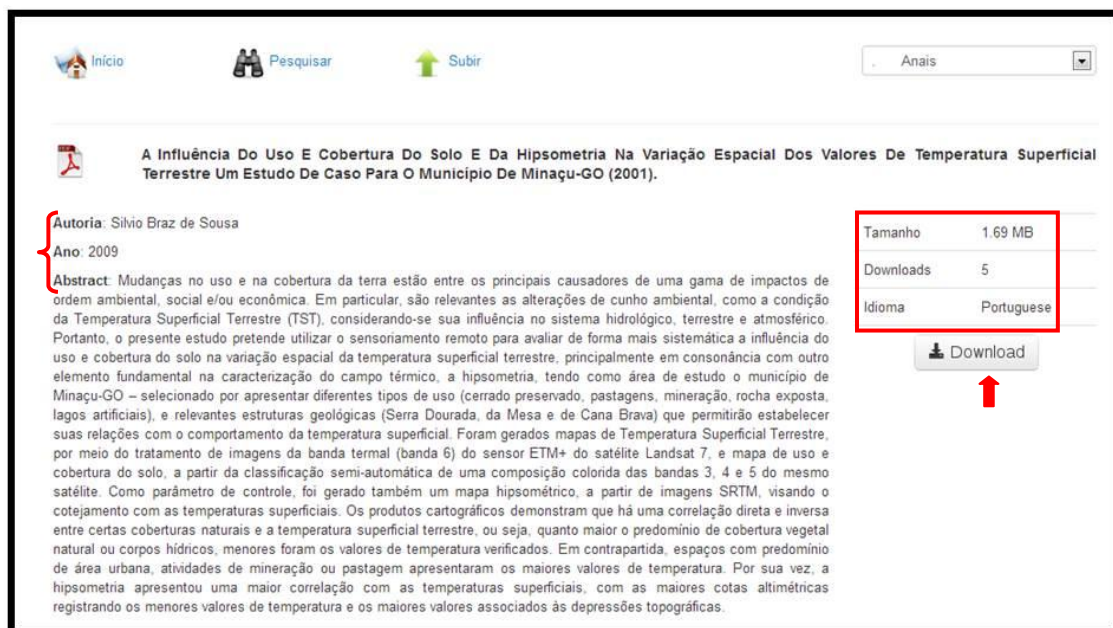 Início Pesquisar Subir . Anais
A Influência Do Uso E Cobertura Do Solo E Da Hipsometria Na Variação Espacial Dos Valores De Temperatura Superficial
Terrestre Um Estudo De Caso Para O Município De Minaçu-GO (2001).
Autoria: Silvio Braz de Sousa
Ano: 2009
Abstract: Mudanças no uso e na cobertura da terra estão entre os principais causadores de uma gama de impactos de
ordem ambiental, social e/ou econômica. Em particular, são relevantes as alterações de cunho ambiental, como a condição
da Temperatura Superficial Terrestre (TST), considerando-se sua influência no sistema hidrológico, terrestre e atmosférico.
Portanto, o presente estudo pretende utilizar o sensoriamento remoto para avaliar de forma mais sistemática a influência do
uso e cobertura do solo na variação espacial da temperatura superficial terrestre, principalmente em consonância com outro
elemento fundamental na caracterização do campo térmico, a hipsometria, tendo como área de estudo o município de
Minaçu-GO – selecionado por apresentar diferentes tipos de uso (cerrado preservado, pastagens, mineração, rocha exposta,
lagos artificiais), e relevantes estruturas geológicas (Serra Dourada, da Mesa e de Cana Brava) que permitirão estabelecer
suas relações com o comportamento da temperatura superficial. Foram gerados mapas de Temperatura Superficial Terrestre,
por meio do tratamento de imagens da banda termal (banda 6) do sensor ETM+ do satélite Landsat 7, e mapa de uso e
cobertura do solo, a partir da classificação semi-automática de uma composição colorida das bandas 3, 4 e 5 do mesmo
satélite. Como parâmetro de controle, foi gerado também um mapa hipsométrico, a partir de imagens SRTM, visando o
cotejamento com as temperaturas superficiais. Os produtos cartográficos demonstram que há uma correlação direta e inversa
entre certas coberturas naturais e a temperatura superficial terrestre, ou seja, quanto maior o predomínio de cobertura vegetal
natural ou corpos hídricos, menores foram os valores de temperatura verificados. Em contrapartida, espaços com predomínio
de área urbana, atividades de mineração ou pastagem apresentaram os maiores valores de temperatura. Por sua vez, a
hipsometria apresentou uma maior correlação com as temperaturas superficiais, com as maiores cotas altimétricas
registrando os menores valores de temperatura e os maiores valores associados às depressões topográficas.
Tamanho 1.69 MB
Downloads 5
Idioma Portuguese
Download